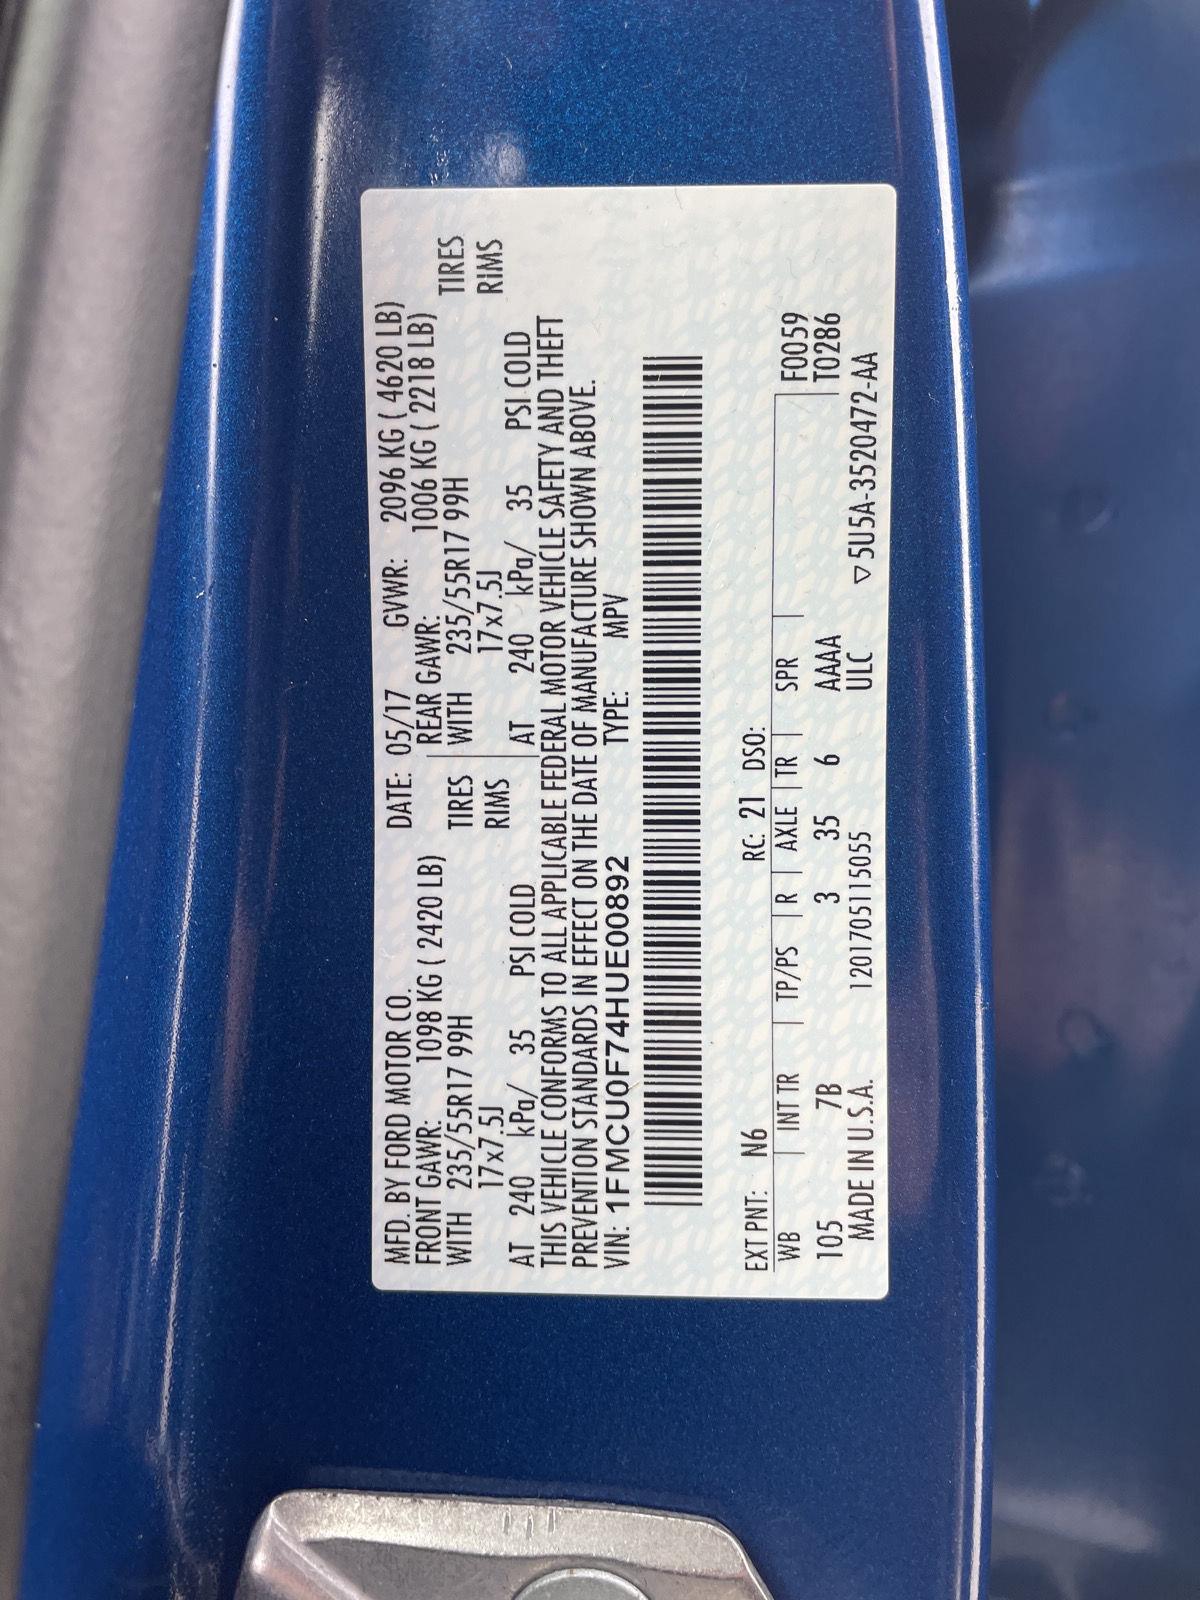 MFD. BY FORD MOTOR CO. DATE: 05/17 GVWR: 2096 KG ( 4620 LB)
FRONT GAWR: 1098 KG ( 2420 LB) REAR GAWR: 1006 KG ( 2218 LB)
WITH 235/55R17 99H TIRES WITH 235/55R17 99H TIRES
17x7.5J RIMS 17x7.5J RIMS
AT 240 kPa/ 35 PSI COLD AT 240 kPa/ 35 PSI COLD
THIS VEHICLE CONFORMS TO ALL APPLICABLE FEDERAL MOTOR VEHICLE SAFETY AND THEFT
PREVENTION STANDARDS IN EFFECT ON THE DATE OF MANUFACTURE SHOWN ABOVE.
VIN: 1FMCU0F74HUE00892 TYPE: MPV
EXT PNT: N6 RC: 21 DSO:
WB INT TR TP/PS R AXLE TR SPR F0059
105 7B 3 35 6 AAAA T0286
MADE IN U.S.A. 1201705115055 ULC ▽ 5U5A-3520472-AA